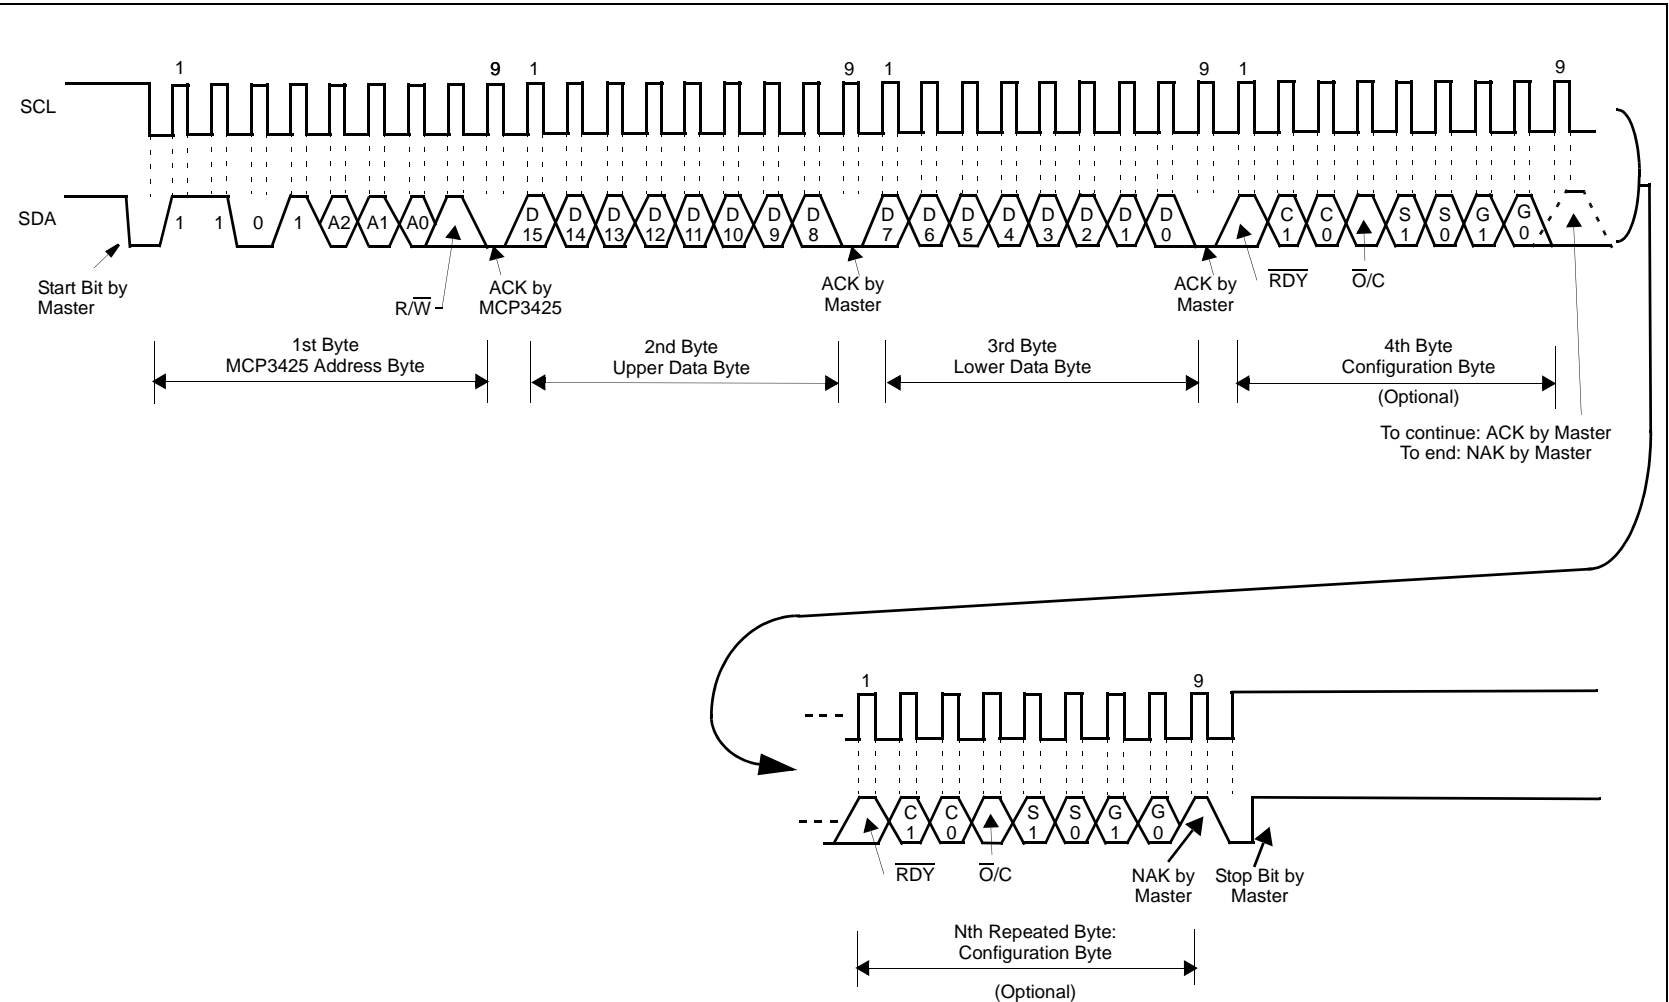 1 9 1 9 1 9 1 9
SCL
SDA
1 1 0 1 A2 A1 A0 D 15 D 14 D 13 D 12 D 11 D 10 D 9 D 8 D 7 D 6 D 5 D 4 D 3 D 2 D 1 D 0 C 1 C 0 S 1 S 0 G 1 G 0
Start Bit by
Master
R/W̅
ACK by
MCP3425
ACK by
Master
ACK by
Master
R̅D̅Y̅
O̅/C
1st Byte
MCP3425 Address Byte
2nd Byte
Upper Data Byte
3rd Byte
Lower Data Byte
4th Byte
Configuration Byte
(Optional)
To continue: ACK by Master
To end: NAK by Master
1 9
C 1 C 0 S 1 S 0 G 1 G 0
R̅D̅Y̅
O̅/C
NAK by
Master
Stop Bit by
Master
Nth Repeated Byte:
Configuration Byte
(Optional)